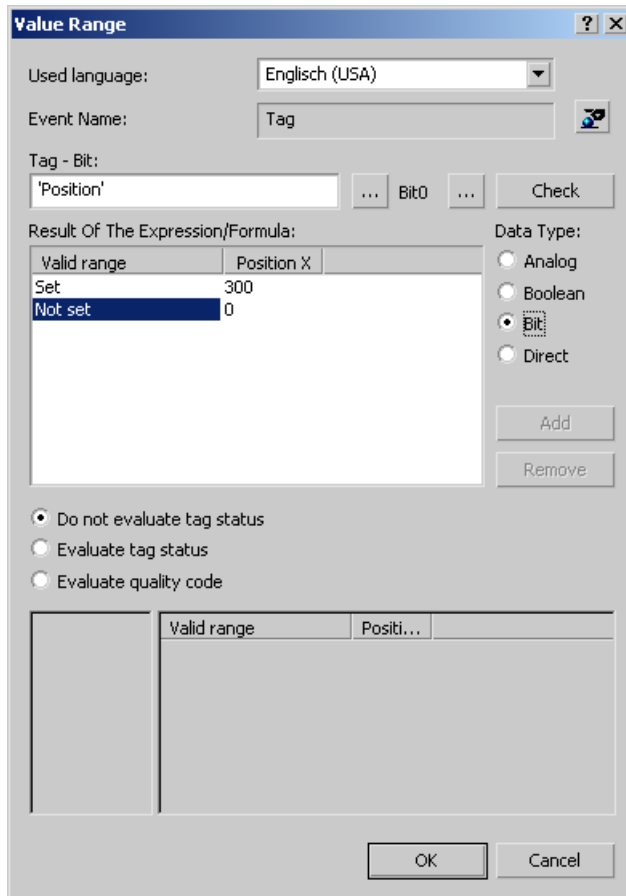 Value Range
Used language: Englisch (USA)
Event Name: Tag
Tag - Bit:
'Position' ... Bit0 ... Check
Result Of The Expression/Formula: Data Type:
Valid range Position X
Set 300
Not set 0
Analog
Boolean
Bit
Direct
Add
Remove
Do not evaluate tag status
Evaluate tag status
Evaluate quality code
Valid range Positi...
OK Cancel